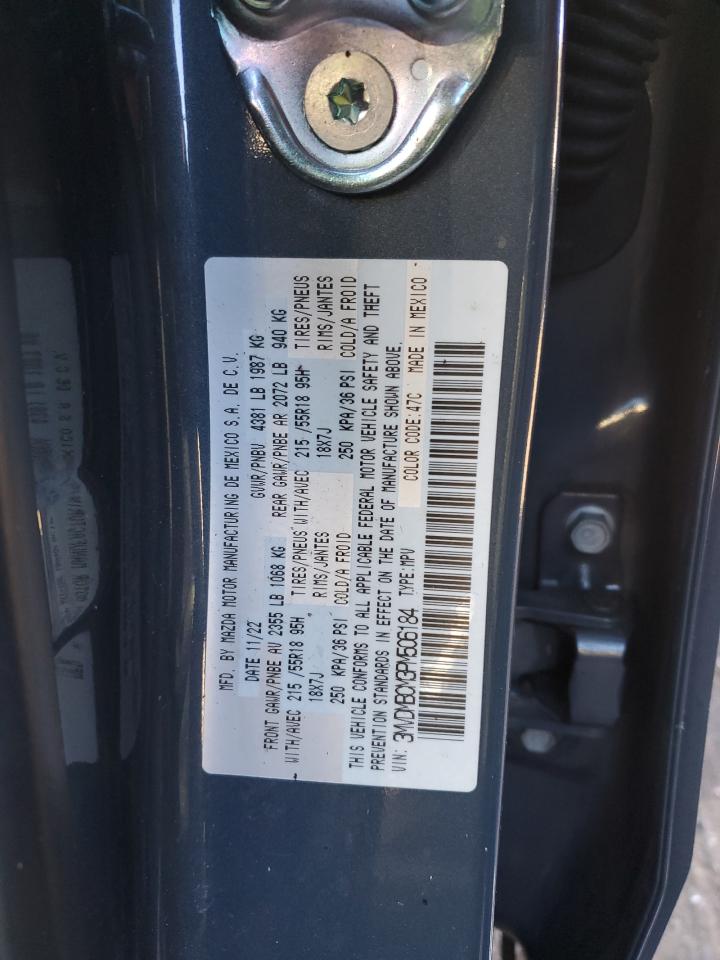 MFD. BY MAZDA MOTOR MANUFACTURING DE MEXICO S.A. DE C.V.
DATE 11/22 GVWR/PNBV 4381 LB 1987 KG
FRONT GAWR/PNBE AV 2355 LB 1068 KG REAR GAWR/PNBE AR 2072 LB 940 KG
WITH/AVEC 215 /55R18 95H TIRES/PNEUS WITH/AVEC 215 /55R18 95H TIRES/PNEUS
18X7J RIMS/JANTES 18X7J RIMS/JANTES
250 KPA/36 PSI COLD/A FROID 250 KPA/36 PSI COLD/A FROID
THIS VEHICLE CONFORMS TO ALL APPLICABLE FEDERAL MOTOR VEHICLE SAFETY AND THEFT
PREVENTION STANDARDS IN EFFECT ON THE DATE OF MANUFACTURE SHOWN ABOVE.
VIN: 3MVDMBCM3PM506184 TYPE:MPV COLOR CODE:47C MADE IN MEXICO